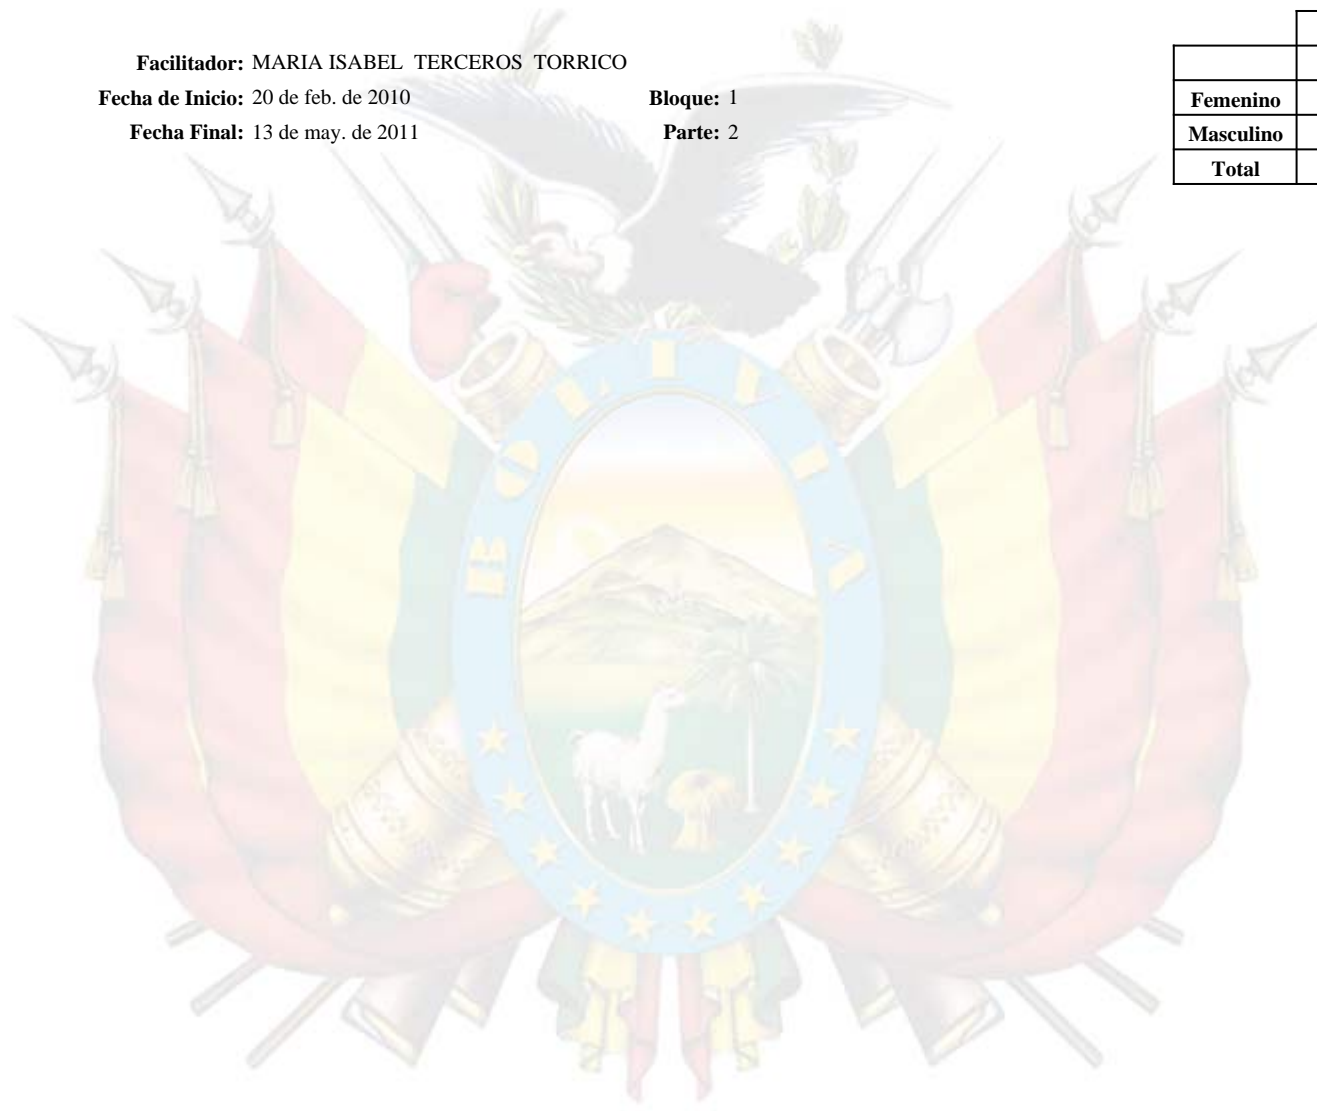 Facilitador: MARIA ISABEL TERCEROS TORRICO
Fecha de Inicio: 20 de feb. de 2010 Bloque: 1
Fecha Final: 13 de may. de 2011 Parte: 2
Femenino
Masculino
Total
BOLIVIA